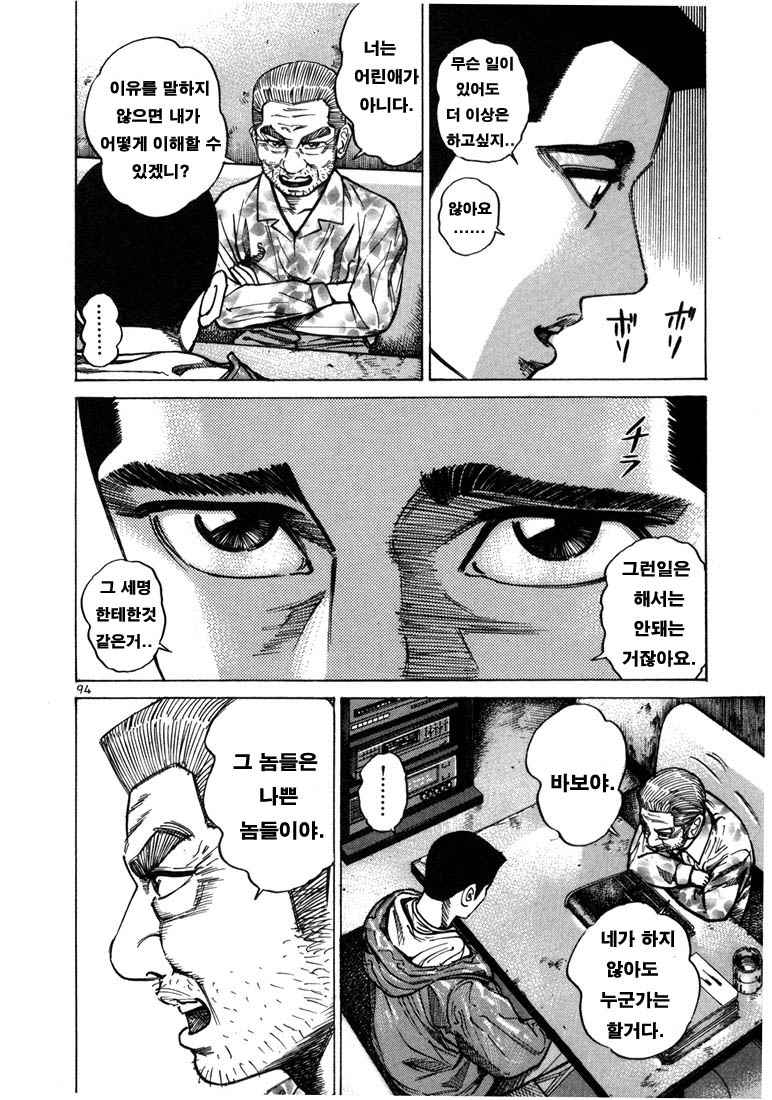 무슨 일이
있어도
더 이상은
하고싶지..
않아요
......
ボソ
ボソ
너는
어린애가
아니다.
이유를 말하지
않으면 내가
어떻게 이해할 수
있겠니?
........
チラ
그 세명
한테한것
같은거..
그런일은
해서는
안돼는
거잖아요.
94
바보야.
!......
네가 하지
않아도
누군가는
할거다.
그 놈들은
나쁜
놈들이야.